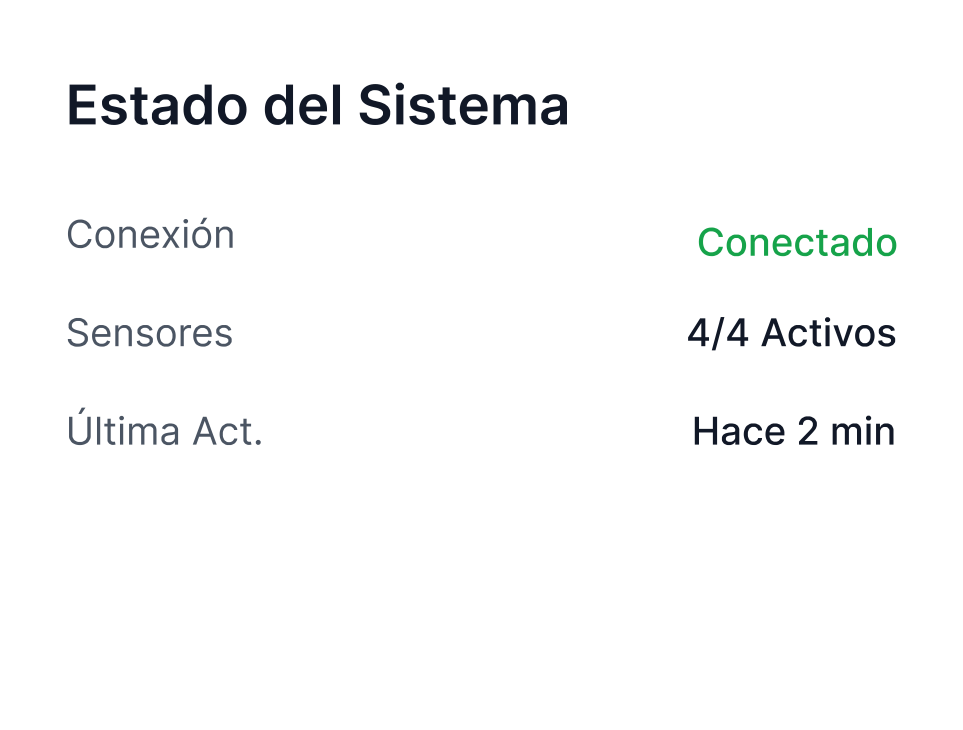 Estado del Sistema
Conexión Conectado
Sensores 4/4 Activos
Última Act. Hace 2 min